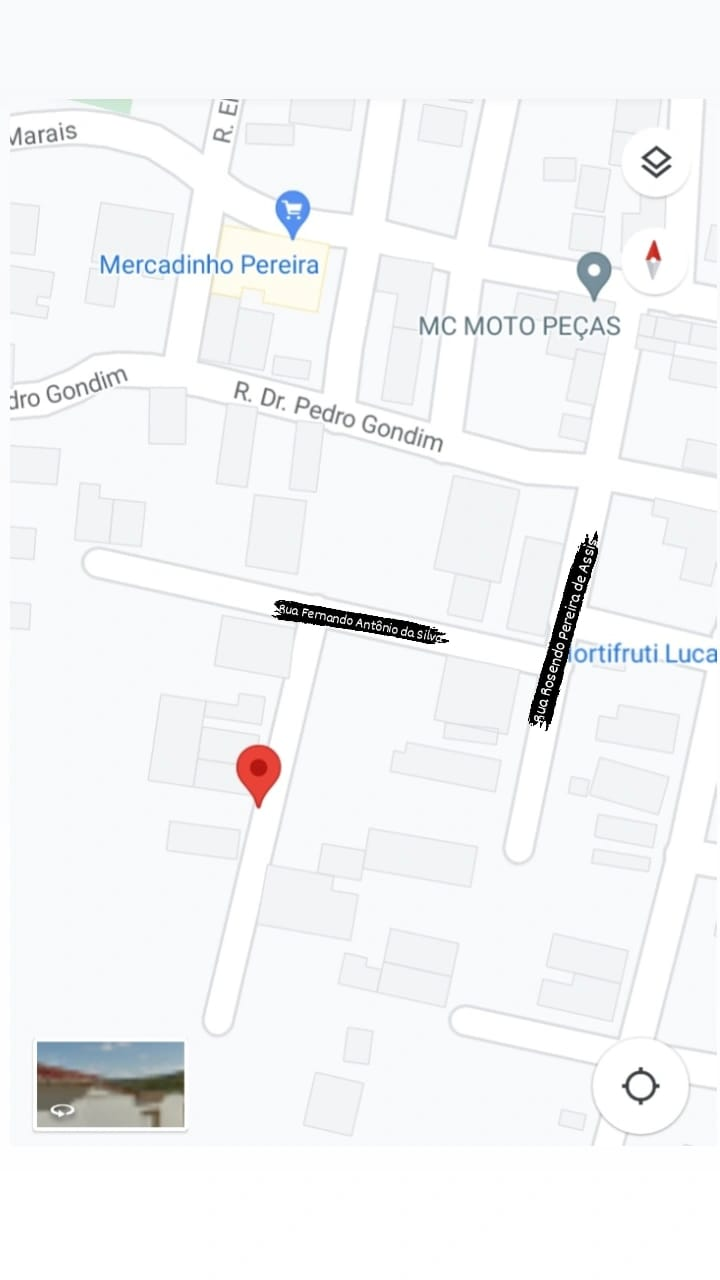 Marais
R. El
Mercadinho Pereira
MC MOTO PEÇAS
dro Gondim
R. Dr. Pedro Gondim
Rua Fernando Antônio da Silva
Rua Rosendo Pereira de Assis
Hortifruti Luca